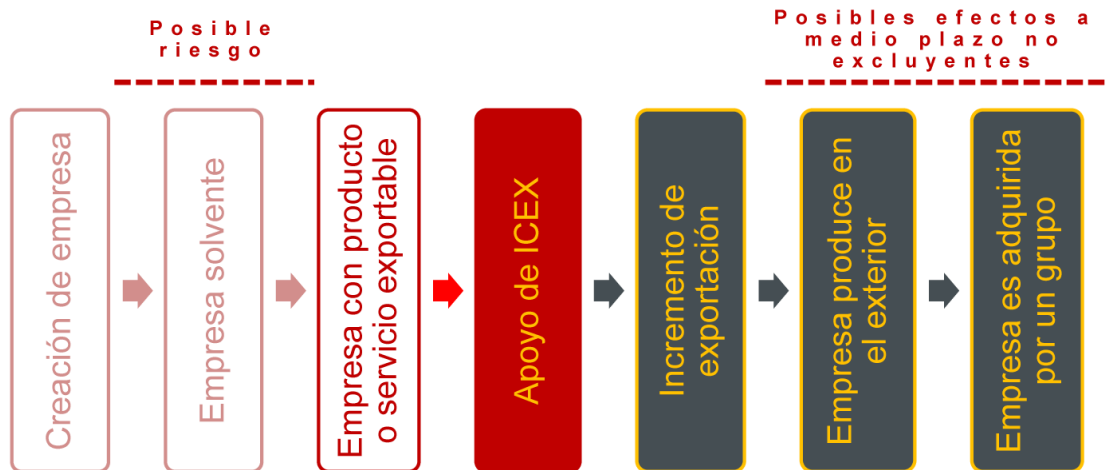 Posible
riesgo
Posibles efectos a
medio plazo no
excluyentes
Creación de empresa
Empresa solvente
Empresa con producto
o servicio exportable
Apoyo de ICEX
Incremento de
exportación
Empresa produce en
el exterior
Empresa es adquirida
por un grupo